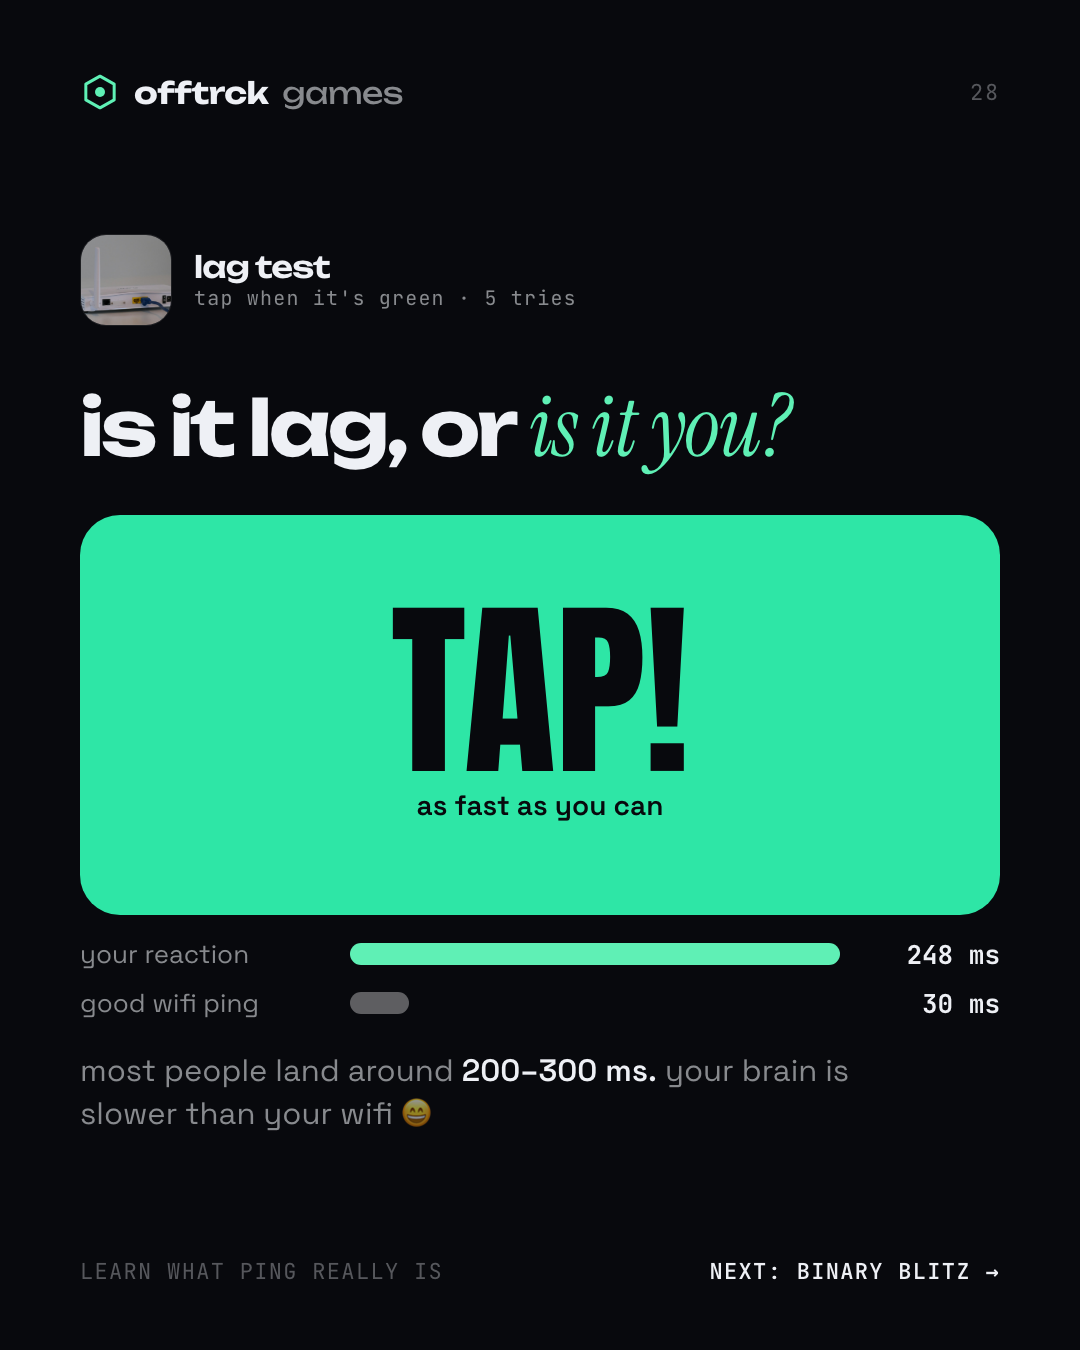 offtrck games
28
lag test
tap when it's green · 5 tries
is it lag, or is it you?
TAP!
as fast as you can
your reaction 248 ms
good wifi ping 30 ms
most people land around 200–300 ms. your brain is
slower than your wifi 😄
LEARN WHAT PING REALLY IS
NEXT: BINARY BLITZ →